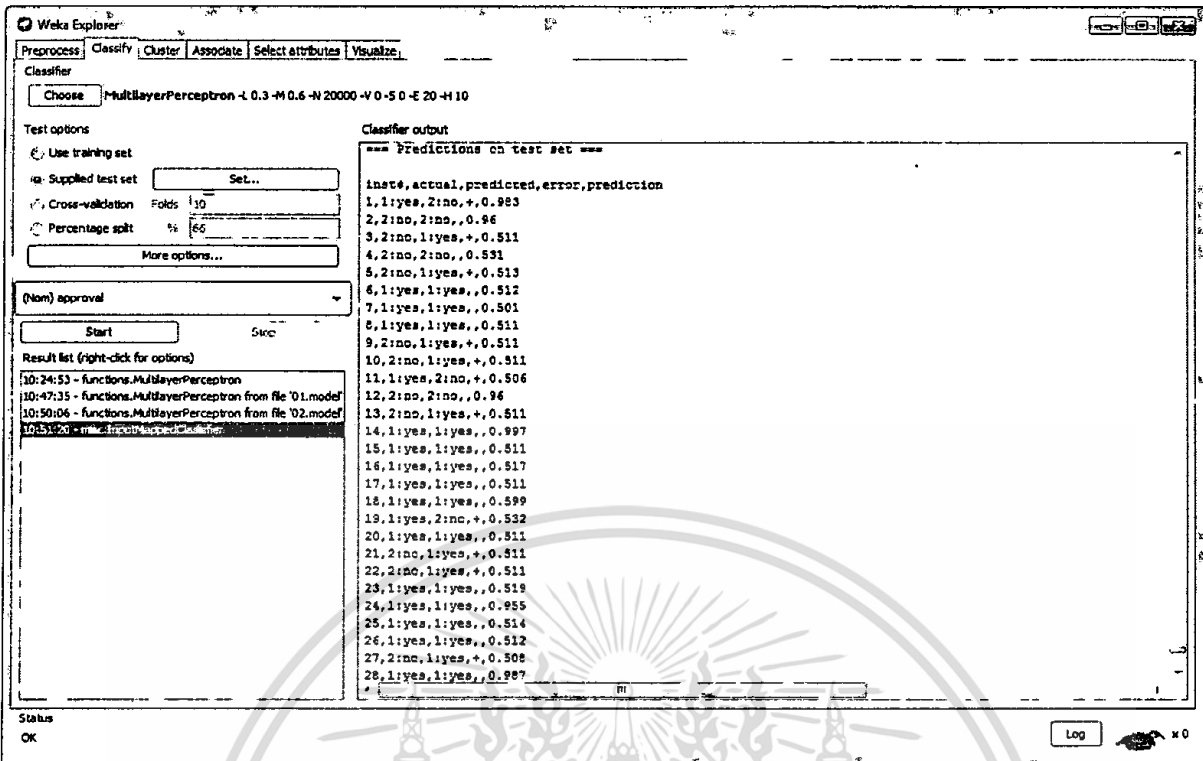 Weka Explorer
Preprocess Classify Cluster Associate Select attributes Visualize
Classifier
Choose MultilayerPerceptron -L 0.3 -M 0.6 -N 20000 -V 0 -S 0 -E 20 -H 10
Test options
Use training set
Supplied test set Set...
Cross-validation Folds 10
Percentage split % 66
More options...
(Nom) approval
Start Stop
Result list (right-click for options)
10:24:53 - functions.MultilayerPerceptron
10:47:35 - functions.MultilayerPerceptron from file '01.model'
10:50:06 - functions.MultilayerPerceptron from file '02.model'
10:51:20 - misc.InputMappedClassifier
Classifier output
=== Predictions on test set ===
inst#,actual,predicted,error,prediction
1,1:yes,2:no,+,0.983
2,2:no,2:no,,0.96
3,2:no,1:yes,+,0.511
4,2:no,2:no,,0.531
5,2:no,1:yes,+,0.513
6,1:yes,1:yes,,0.512
7,1:yes,1:yes,,0.501
8,1:yes,1:yes,,0.511
9,2:no,1:yes,+,0.511
10,2:no,1:yes,+,0.511
11,1:yes,2:no,+,0.506
12,2:no,2:no,,0.96
13,2:no,1:yes,+,0.511
14,1:yes,1:yes,,0.997
15,1:yes,1:yes,,0.511
16,1:yes,1:yes,,0.517
17,1:yes,1:yes,,0.511
18,1:yes,1:yes,,0.599
19,1:yes,2:no,+,0.532
20,1:yes,1:yes,,0.511
21,2:no,1:yes,+,0.511
22,2:no,1:yes,+,0.511
23,1:yes,1:yes,,0.519
24,1:yes,1:yes,,0.955
25,1:yes,1:yes,,0.514
26,1:yes,1:yes,,0.512
27,2:no,1:yes,+,0.508
28,1:yes,1:yes,,0.987
Status
OK
Log x 0